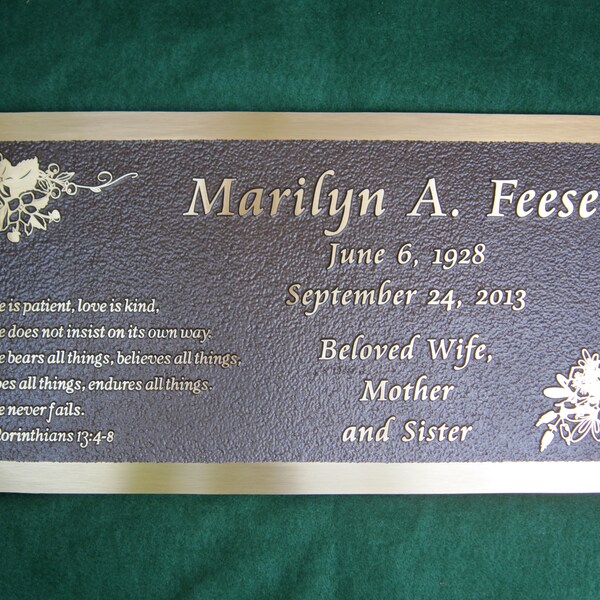 Marilyn A. Feese
June 6, 1928
September 24, 2013
Beloved Wife,
Mother
and Sister
e is patient, love is kind,
e does not insist on its own way.
e bears all things, believes all things,
pes all things, endures all things.
e never fails.
Corinthians 13:4-8